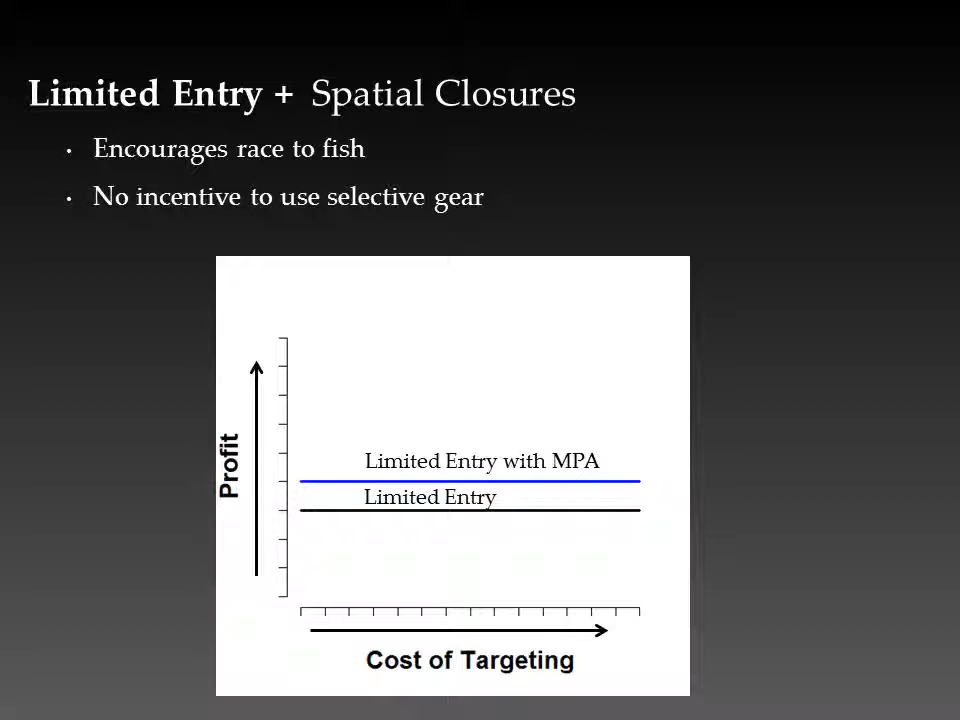 Limited Entry + Spatial Closures
• Encourages race to fish
• No incentive to use selective gear
Profit
Limited Entry with MPA
Limited Entry
Cost of Targeting